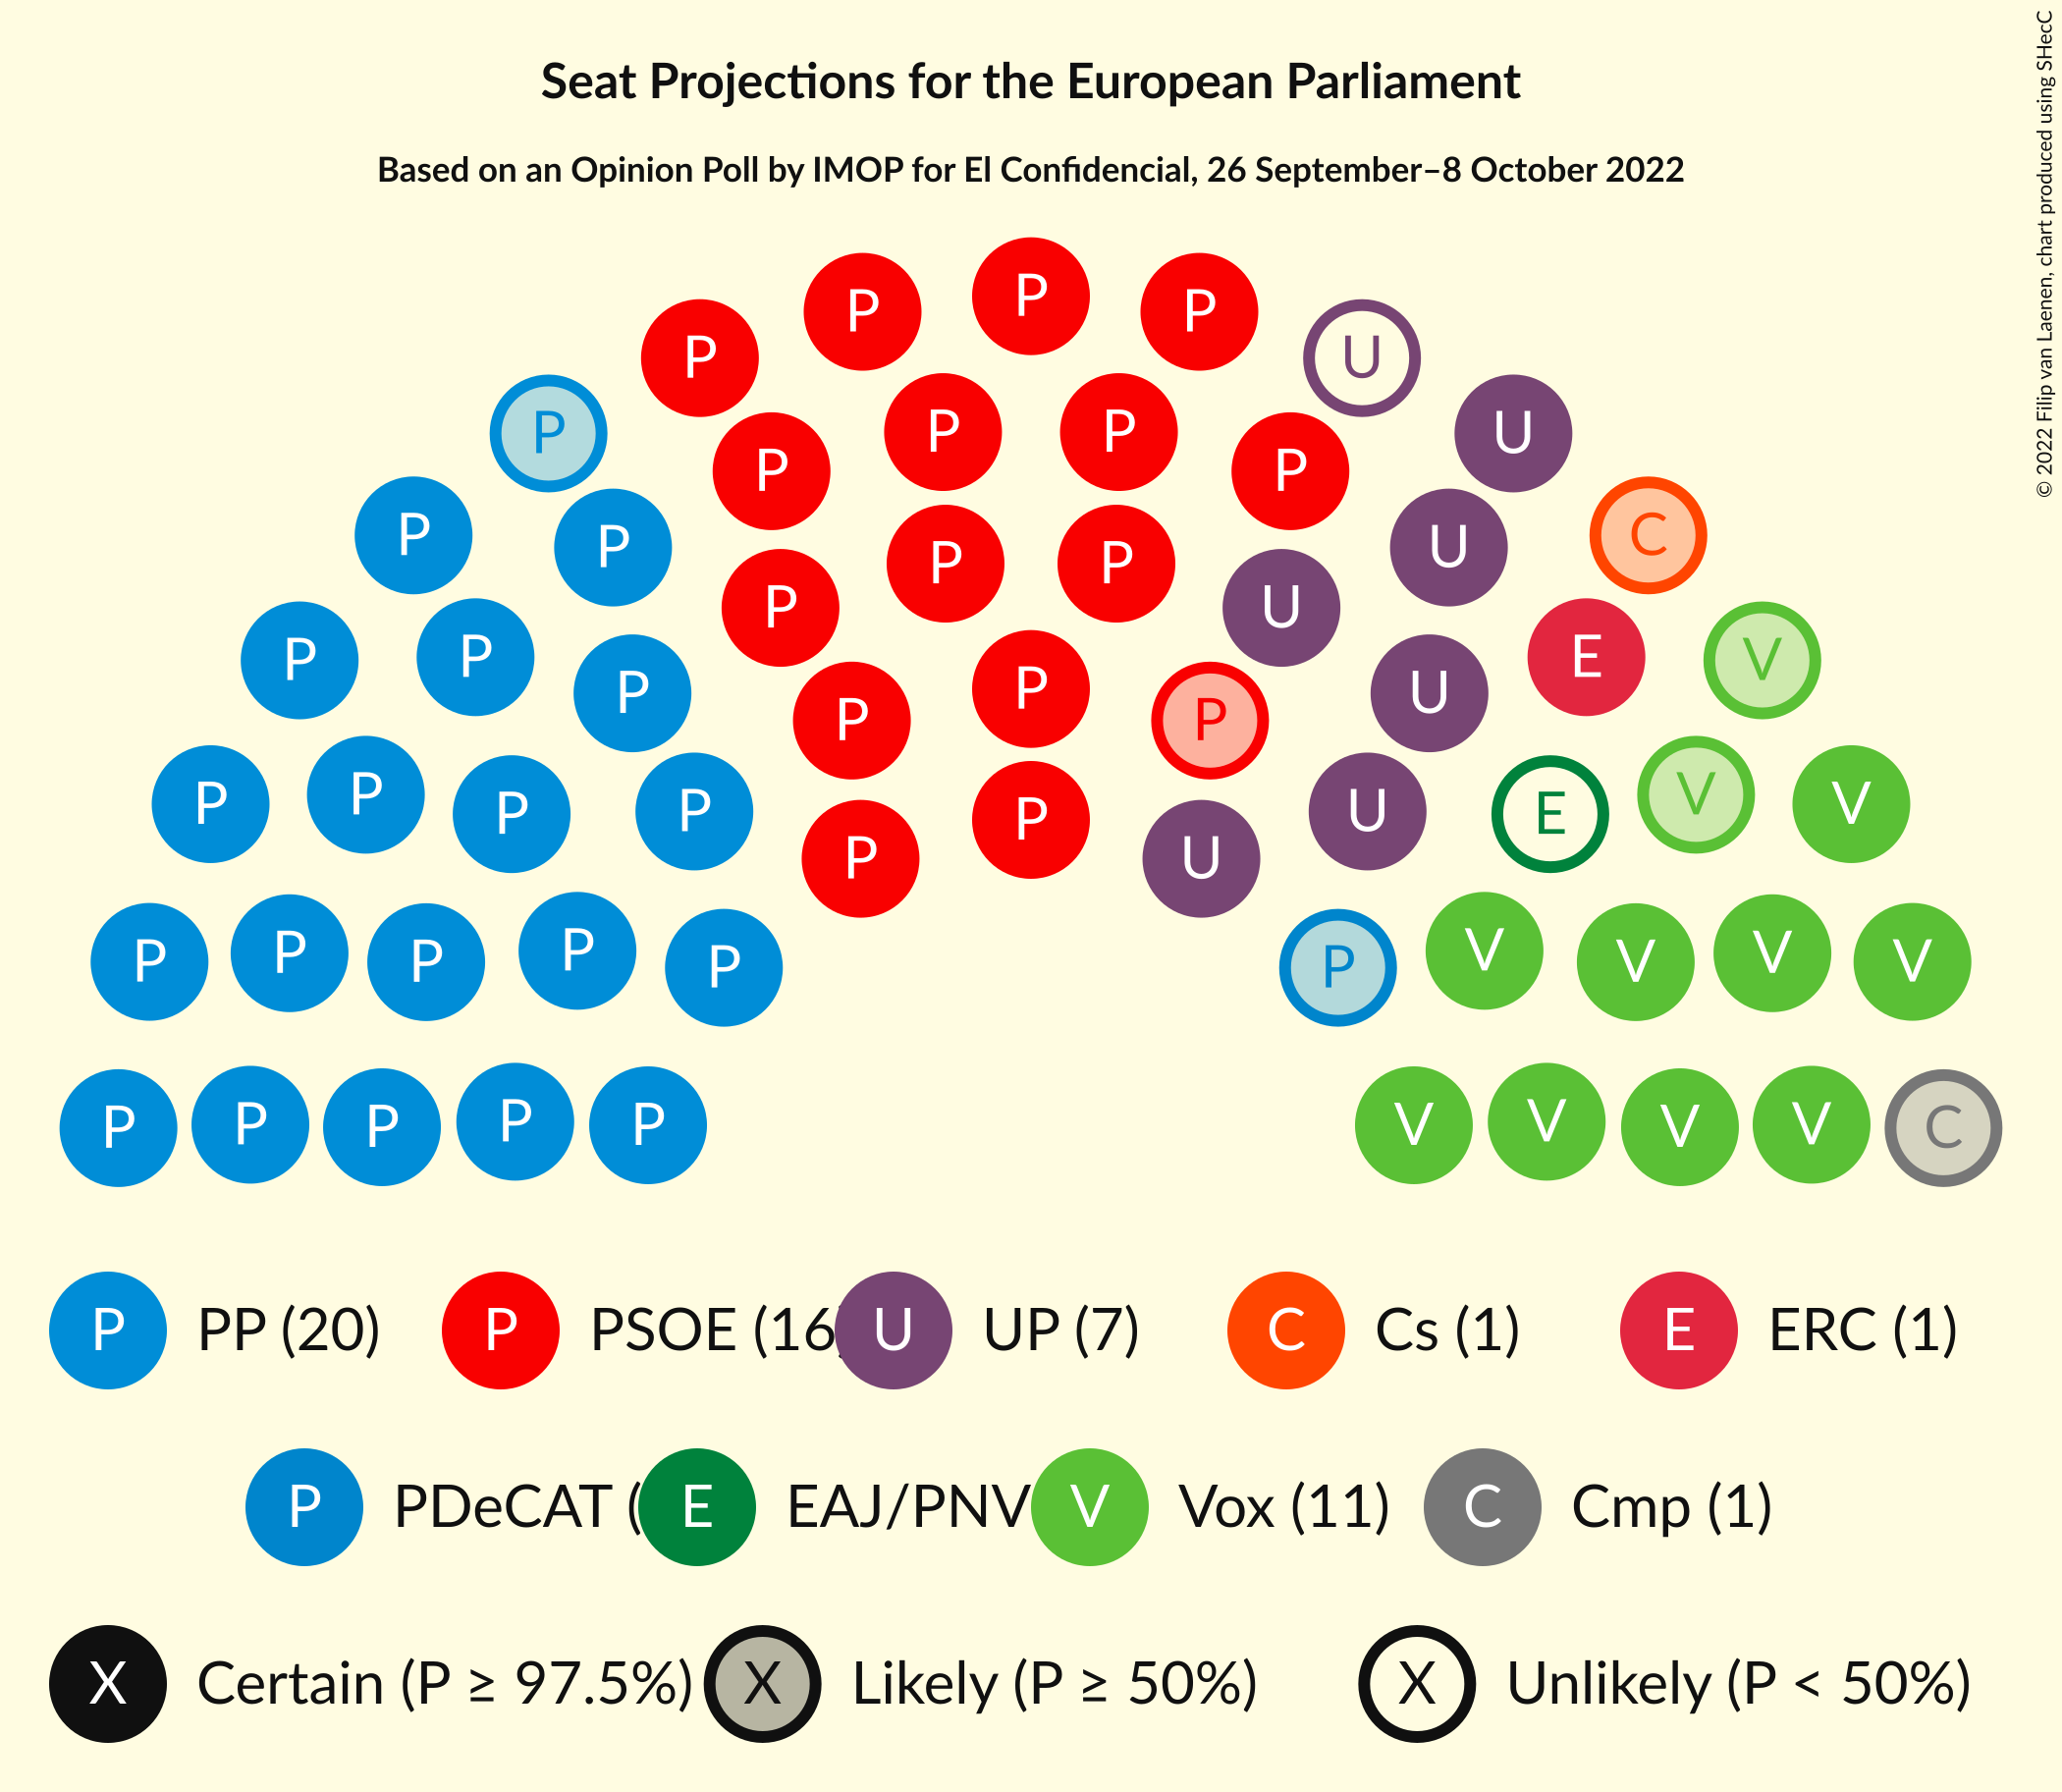 Seat Projections for the European Parliament
Based on an Opinion Poll by IMOP for El Confidencial, 26 September–8 October 2022
© 2022 Filip van Laenen, chart produced using SHecC
P
P P
P U
P P P U
P P
P P P P U C
P U
P P P P U E V
P P
P P P P P U E V V
P U
P P P P P P V V V V
P P P P P V V V V C
P PP (20) P PSOE (16 U UP (7) C Cs (1) E ERC (1)
P PDeCAT ( E EAJ/PNV V Vox (11) C Cmp (1)
X Certain (P ≥ 97.5%) X Likely (P ≥ 50%) X Unlikely (P < 50%)